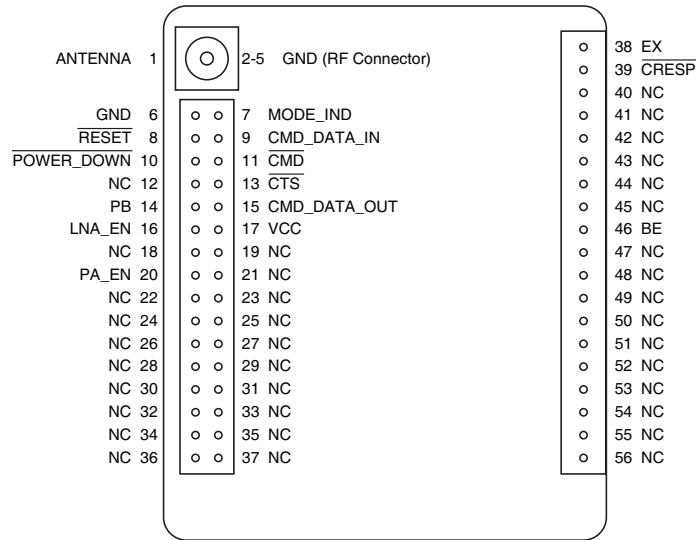 ANTENNA 1 2-5 GND (RF Connector) 38 EX
39 CRESP
40 NC
GND 6 7 MODE_IND 41 NC
RESET 8 9 CMD_DATA_IN 42 NC
POWER_DOWN 10 11 CMD 43 NC
NC 12 13 CTS 44 NC
PB 14 15 CMD_DATA_OUT 45 NC
LNA_EN 16 17 VCC 46 BE
NC 18 19 NC 47 NC
PA_EN 20 21 NC 48 NC
NC 22 23 NC 49 NC
NC 24 25 NC 50 NC
NC 26 27 NC 51 NC
NC 28 29 NC 52 NC
NC 30 31 NC 53 NC
NC 32 33 NC 54 NC
NC 34 35 NC 55 NC
NC 36 37 NC 56 NC